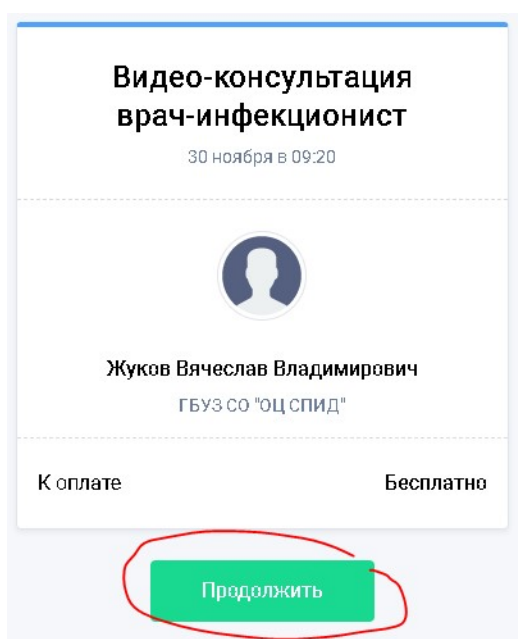 Видео-консультация
врач-инфекционист
30 ноября в 09:20
Жуков Вячеслав Владимирович
ГБУЗ СО "ОЦ СПИД"
К оплате Бесплатно
Продолжить